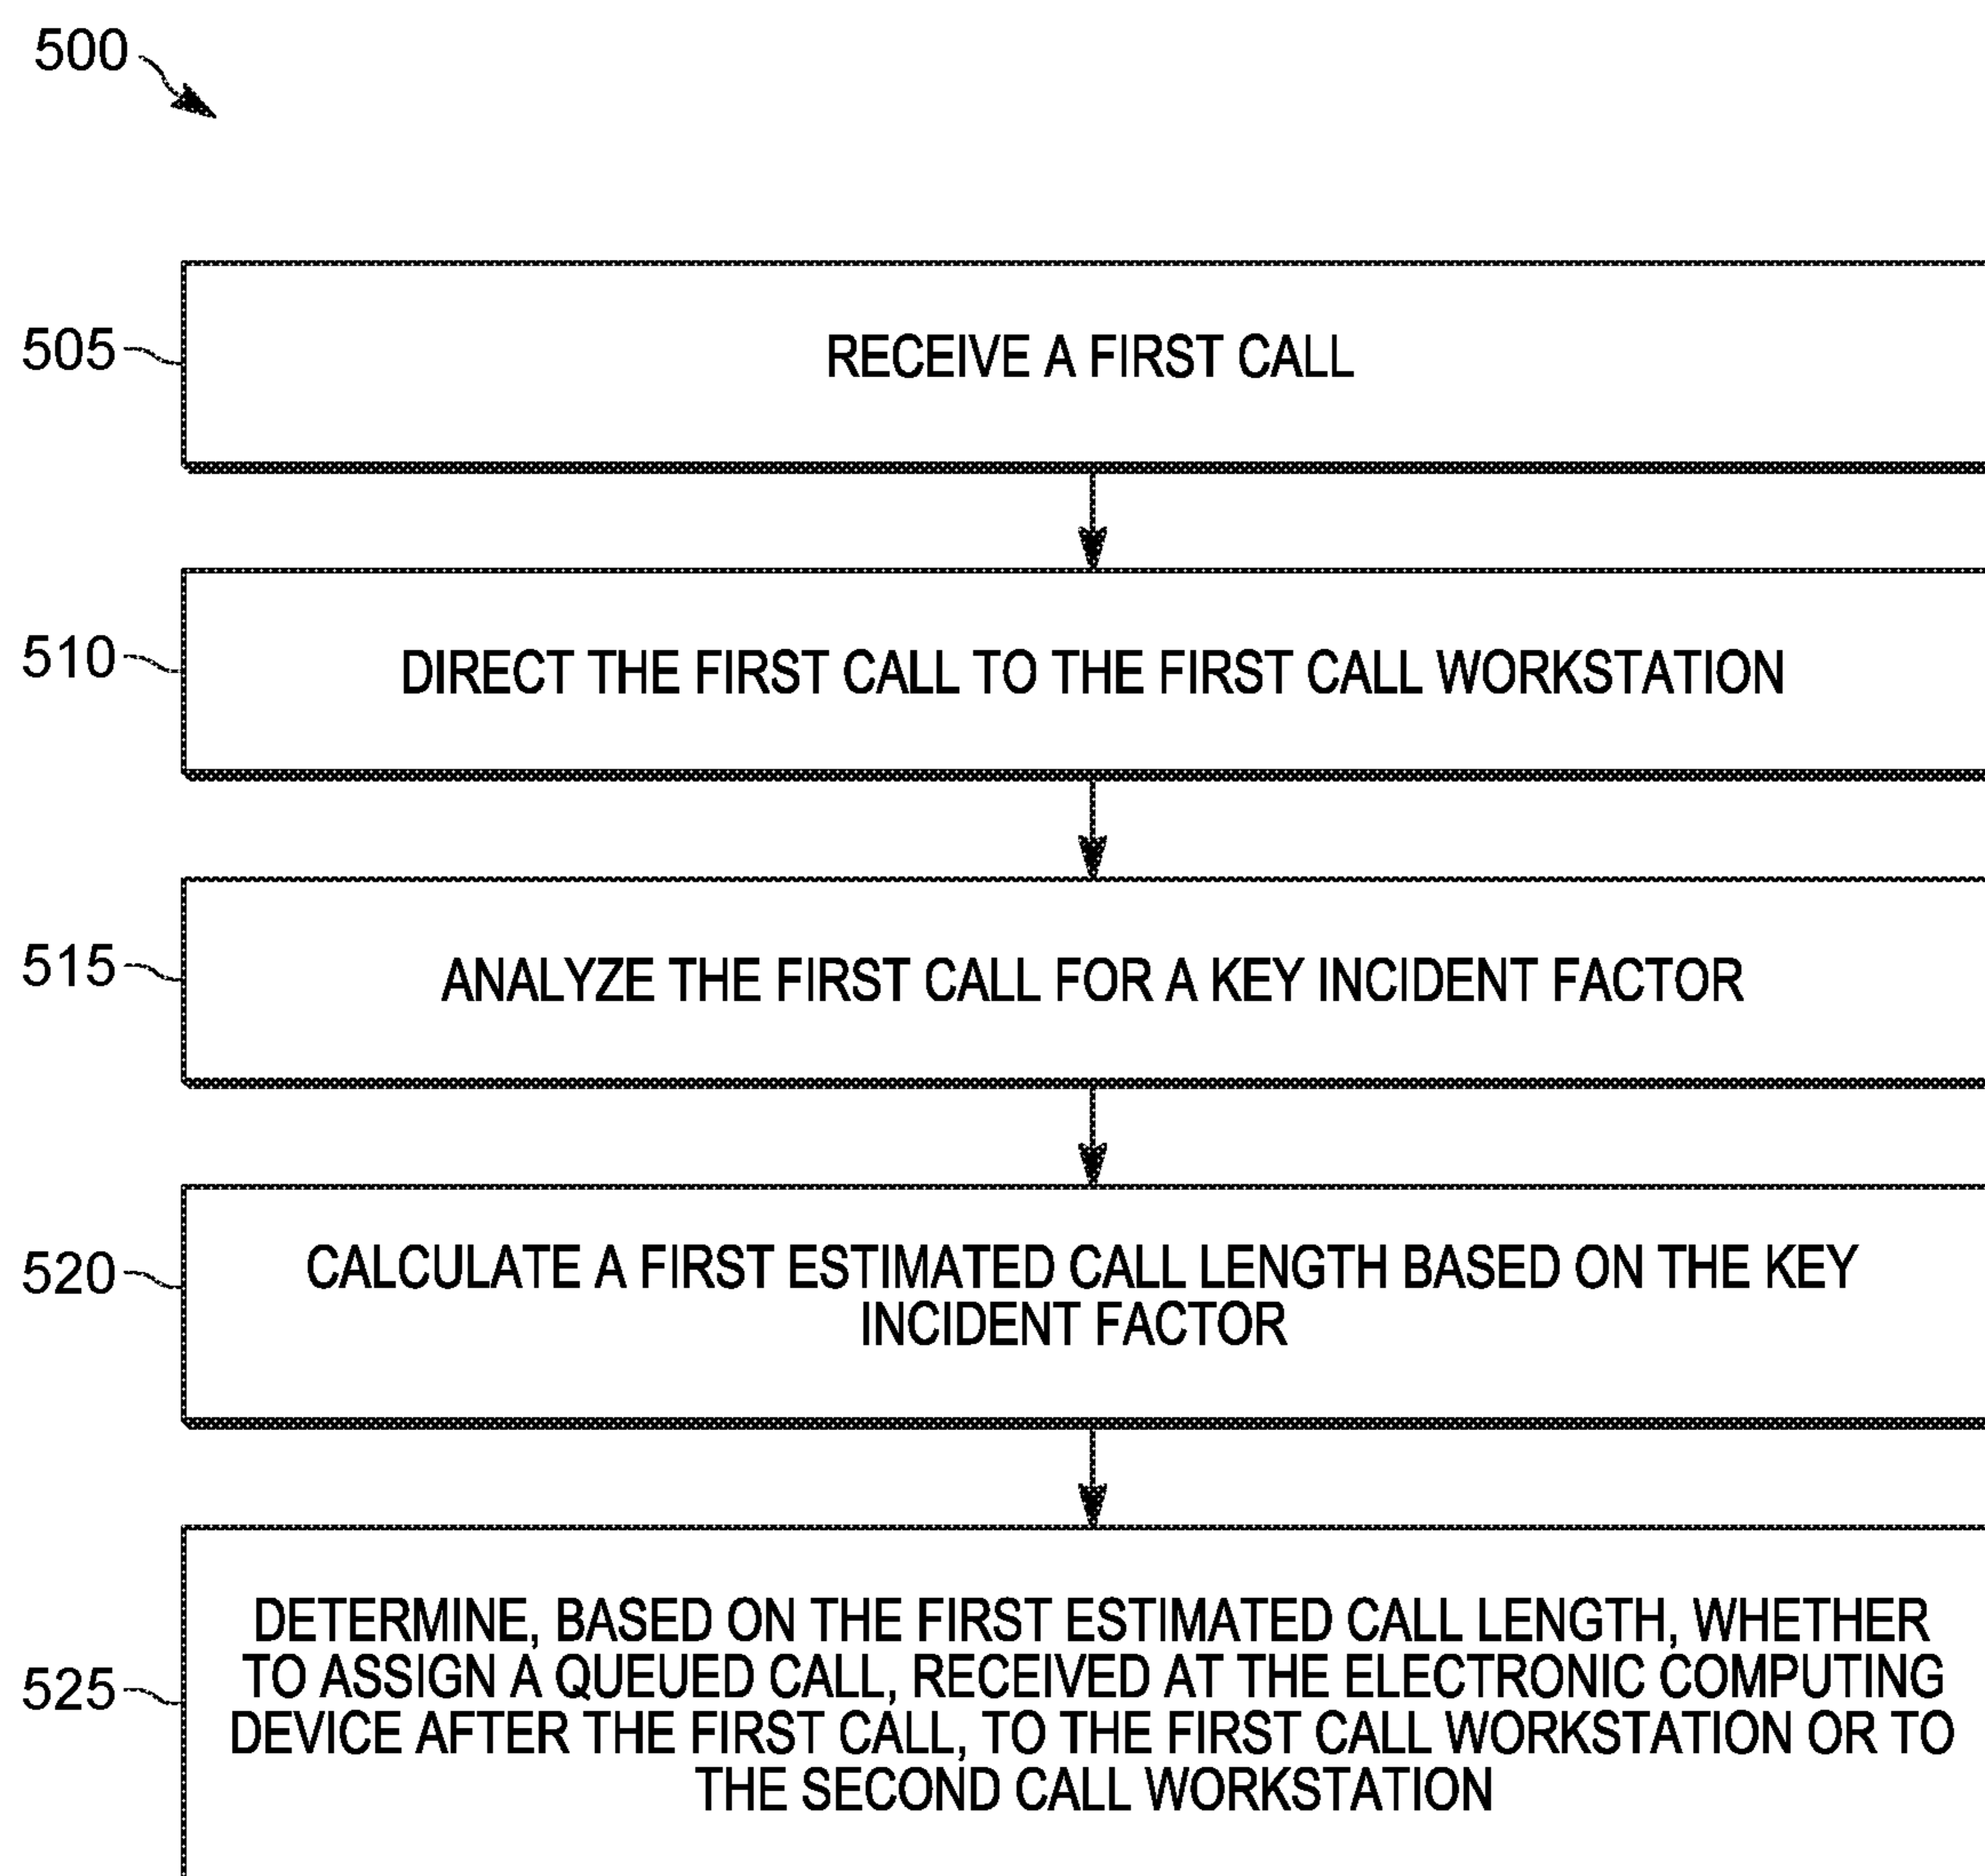 500
505
RECEIVE A FIRST CALL
510
DIRECT THE FIRST CALL TO THE FIRST CALL WORKSTATION
515
ANALYZE THE FIRST CALL FOR A KEY INCIDENT FACTOR
520
CALCULATE A FIRST ESTIMATED CALL LENGTH BASED ON THE KEY
INCIDENT FACTOR
525
DETERMINE, BASED ON THE FIRST ESTIMATED CALL LENGTH, WHETHER
TO ASSIGN A QUEUED CALL, RECEIVED AT THE ELECTRONIC COMPUTING
DEVICE AFTER THE FIRST CALL, TO THE FIRST CALL WORKSTATION OR TO
THE SECOND CALL WORKSTATION